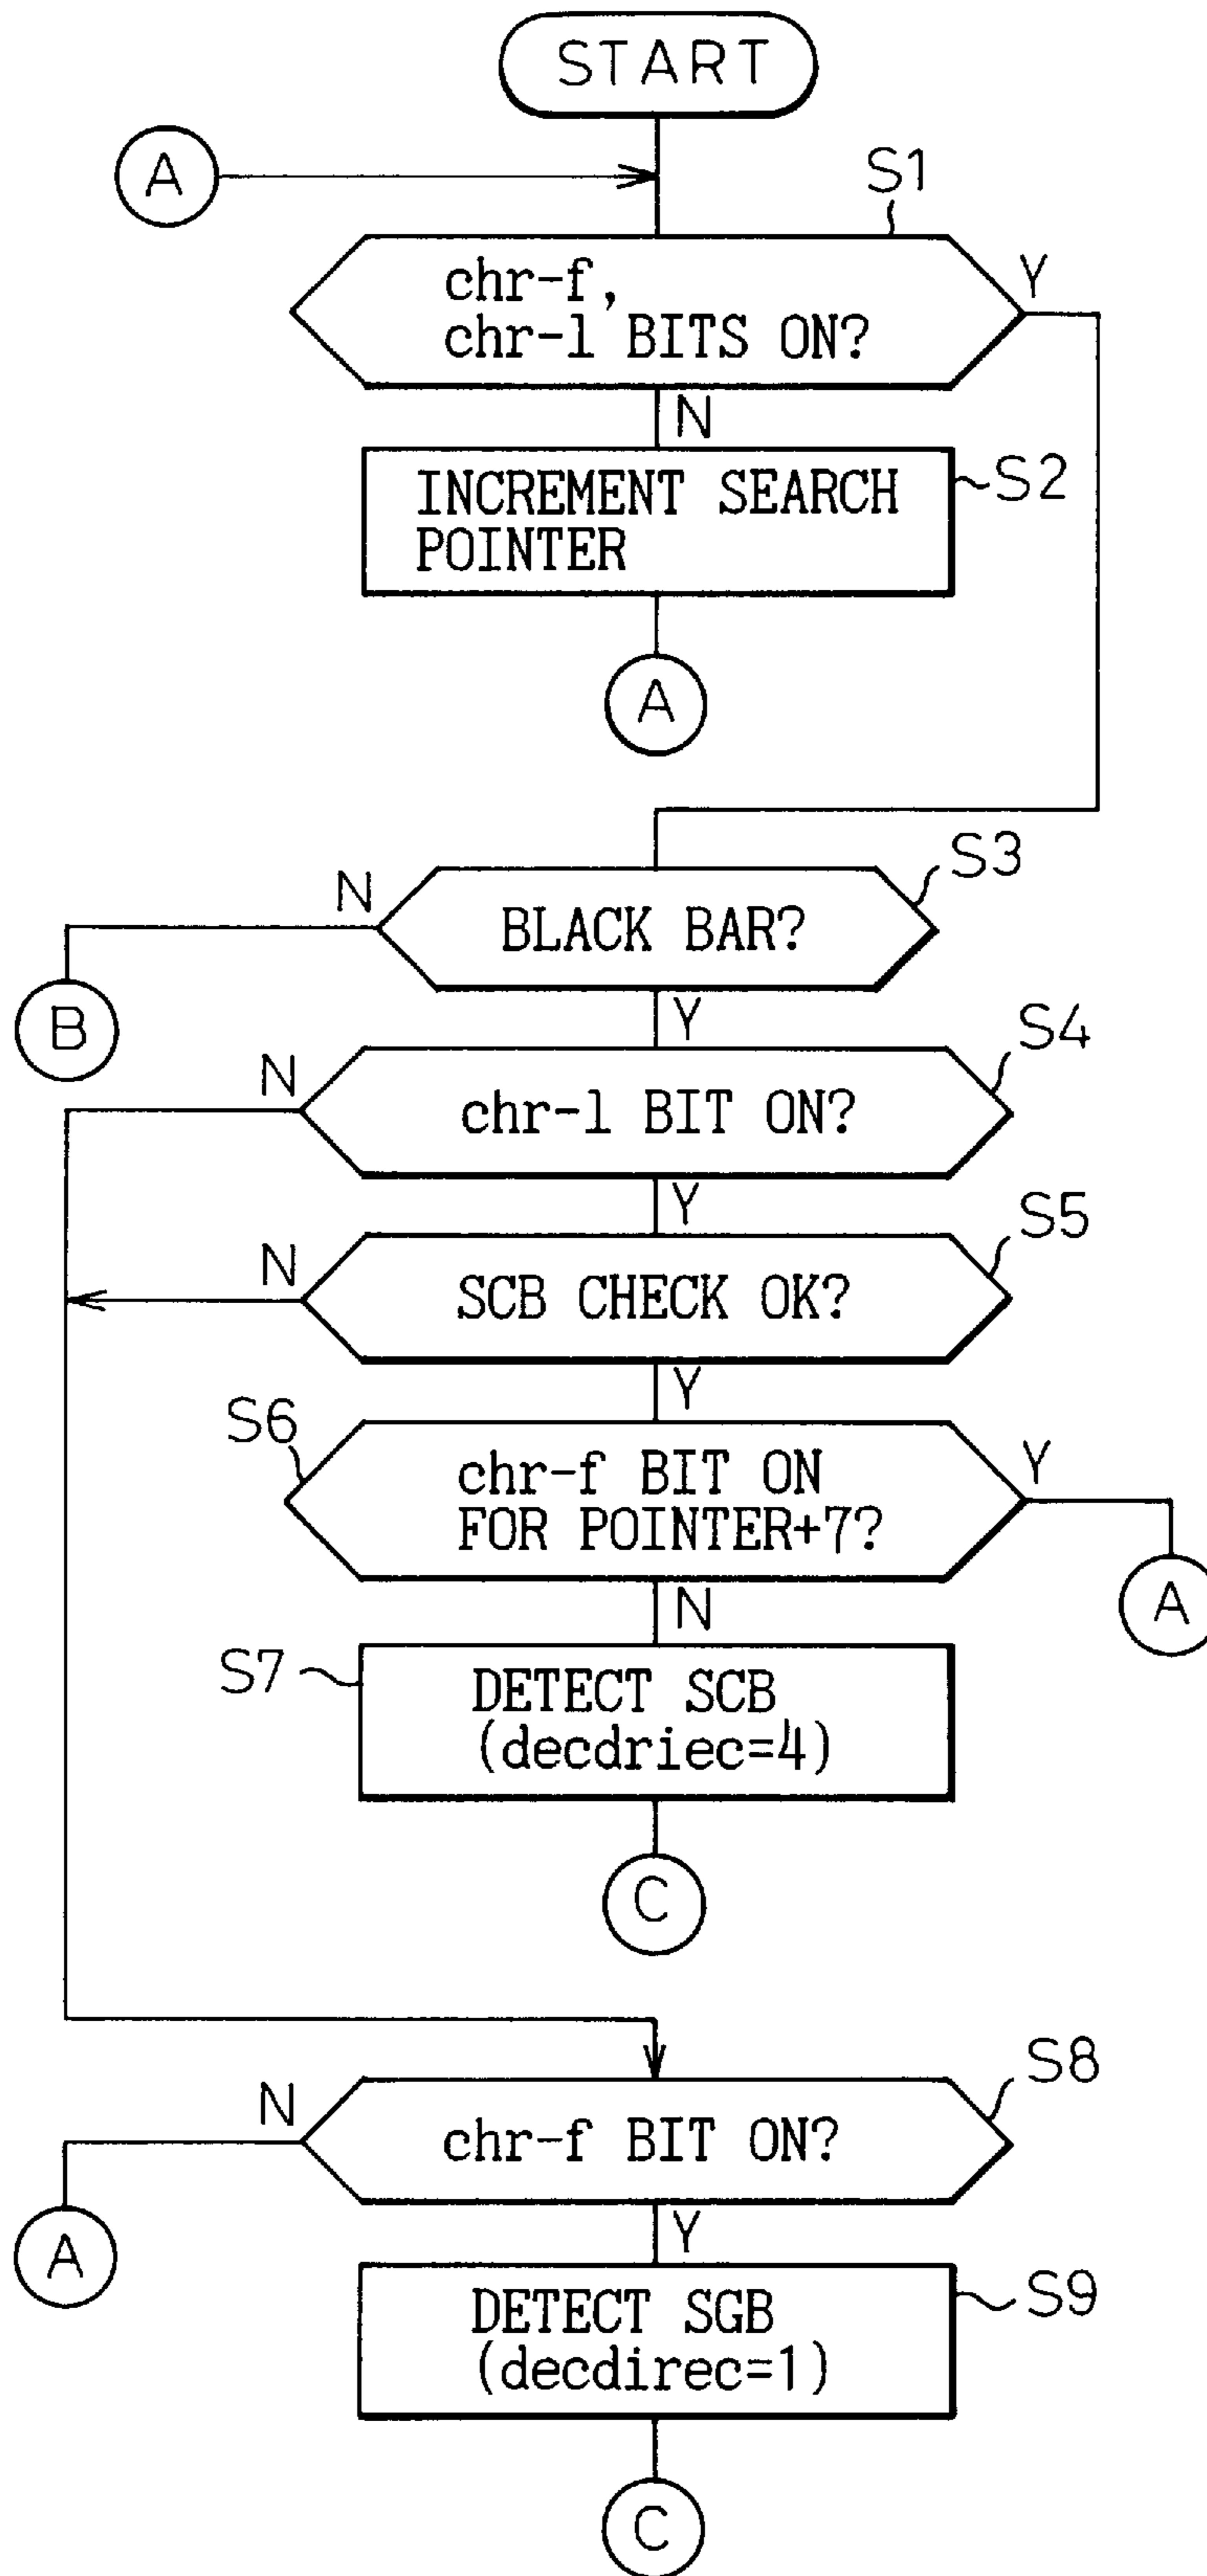 START
A
S1
chr-f,
chr-l BITS ON?
Y
N
INCREMENT SEARCH
POINTER
S2
A
S3
N
BLACK BAR?
B
Y
S4
N
chr-l BIT ON?
Y
S5
N
SCB CHECK OK?
Y
S6
chr-f BIT ON
FOR POINTER+7?
Y
A
N
S7
DETECT SCB
(decdriec=4)
C
S8
N
chr-f BIT ON?
A
Y
DETECT SGB
(decdirec=1)
S9
C